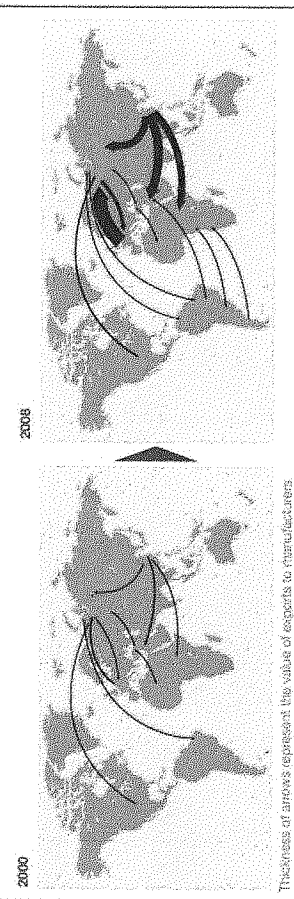 2000
2008
Thickness of arrows represent the value of exports to manufacturers